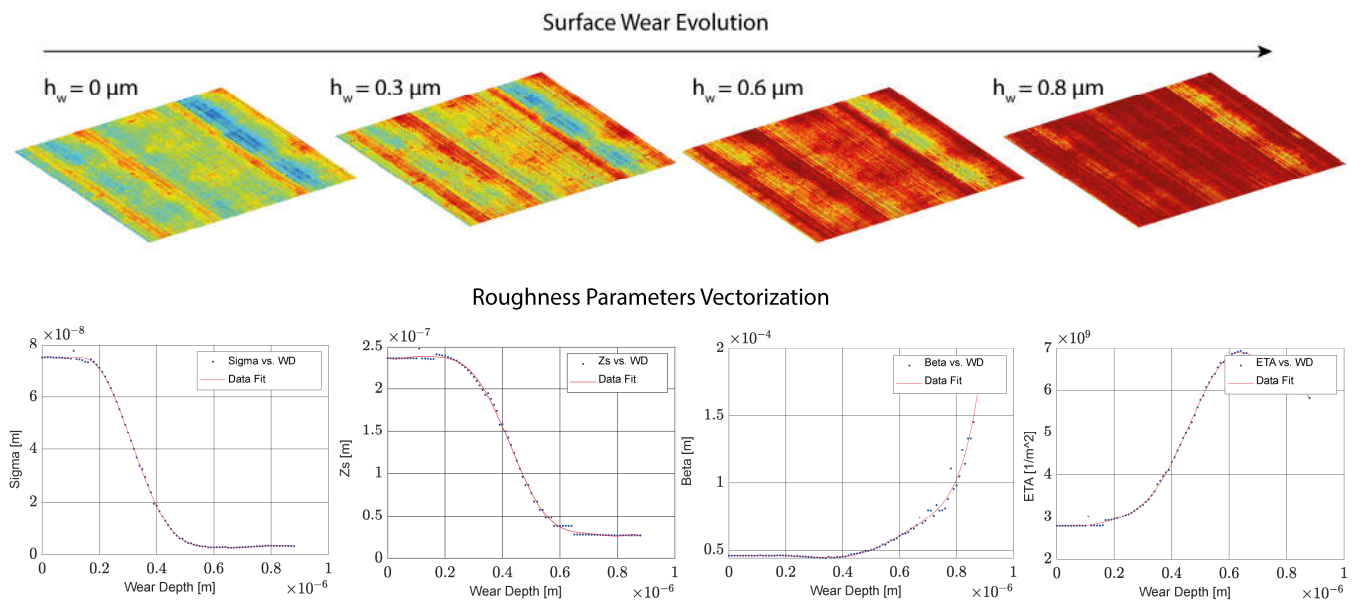 Surface Wear Evolution
h_w = 0 μm
h_w = 0.3 μm
h_w = 0.6 μm
h_w = 0.8 μm
Roughness Parameters Vectorization
×10⁻⁸
8
6
4
2
0
Sigma [m]
Sigma vs. WD
Data Fit
0 0.2 0.4 0.6 0.8 1
Wear Depth [m]
×10⁻⁶
×10⁻⁷
2.5
2
1.5
1
0.5
0
Zs [m]
Zs vs. WD
Data Fit
0 0.2 0.4 0.6 0.8 1
Wear Depth [m]
×10⁻⁶
×10⁻⁴
2
1.5
1
0.5
Beta [m]
Beta vs. WD
Data Fit
0 0.2 0.4 0.6 0.8 1
Wear Depth [m]
×10⁻⁶
×10⁹
7
6
5
4
3
2
ETA [1/m^2]
ETA vs. WD
Data Fit
0 0.2 0.4 0.6 0.8 1
Wear Depth [m]
×10⁻⁶